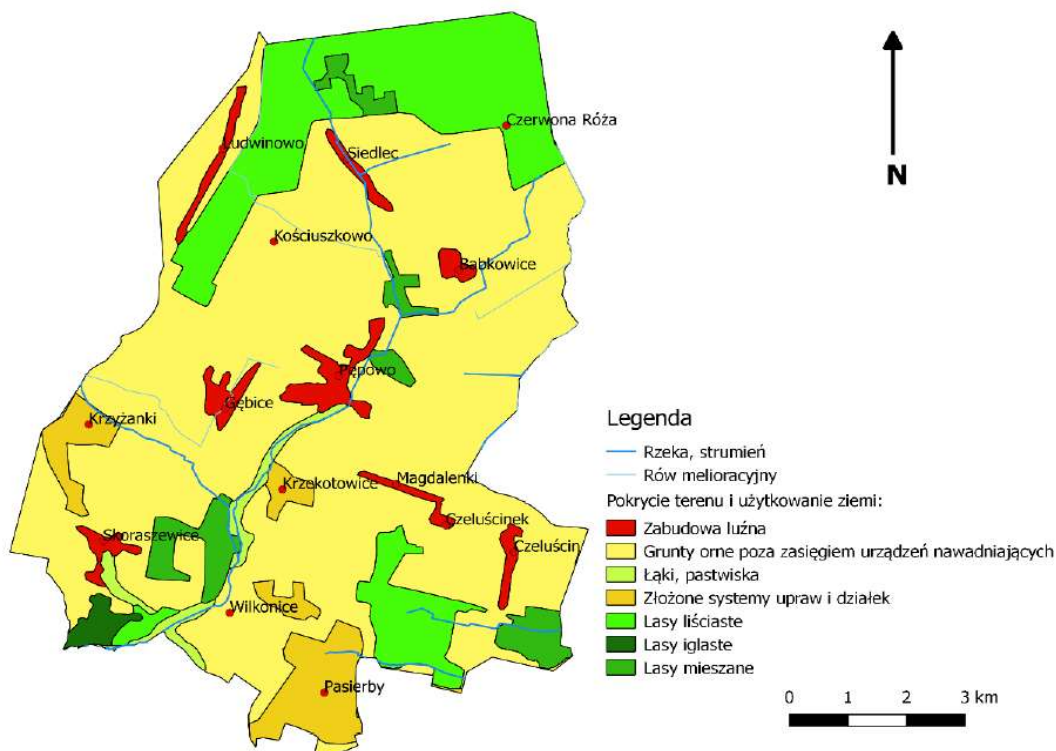 Czerwona Róża
Ludwinowo
Siedlec
N
Kościuszkowo
Babkowice
Pępowo
Gębice
Krzyżanki
Legenda
Rzeka, strumień
Rów melioracyjny
Pokrycie terenu i użytkowanie ziemi:
Zabudowa luźna
Grunty orne poza zasięgiem urządzeń nawadniających
Łąki, pastwiska
Złożone systemy upraw i działek
Lasy liściaste
Lasy iglaste
Lasy mieszane
Krzekotowice
Magdalenki
Czeluścinek
Czeluścin
Skoraszewice
Wilkonice
Pasierby
0 1 2 3 km